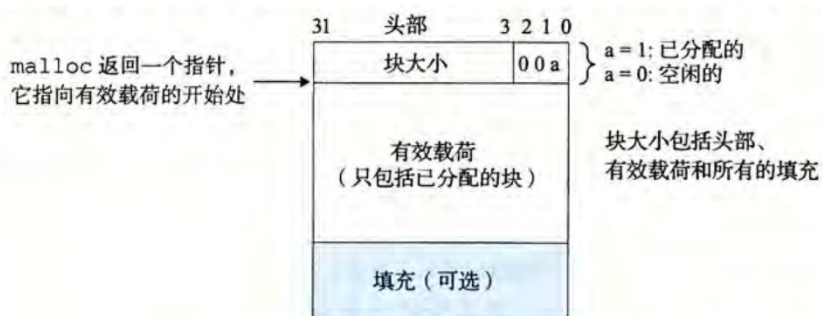 31 头部 3 2 1 0
malloc 返回一个指针，
它指向有效载荷的开始处
块大小 0 0 a
a = 1: 已分配的
a = 0: 空闲的
有效载荷
（只包括已分配的块）
块大小包括头部、
有效载荷和所有的填充
填充（可选）